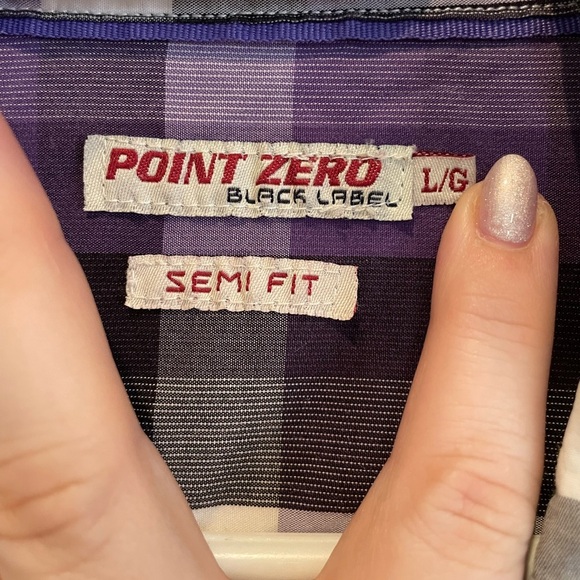 POINT ZERO
BLACK LABEL
L/G
SEMI FIT